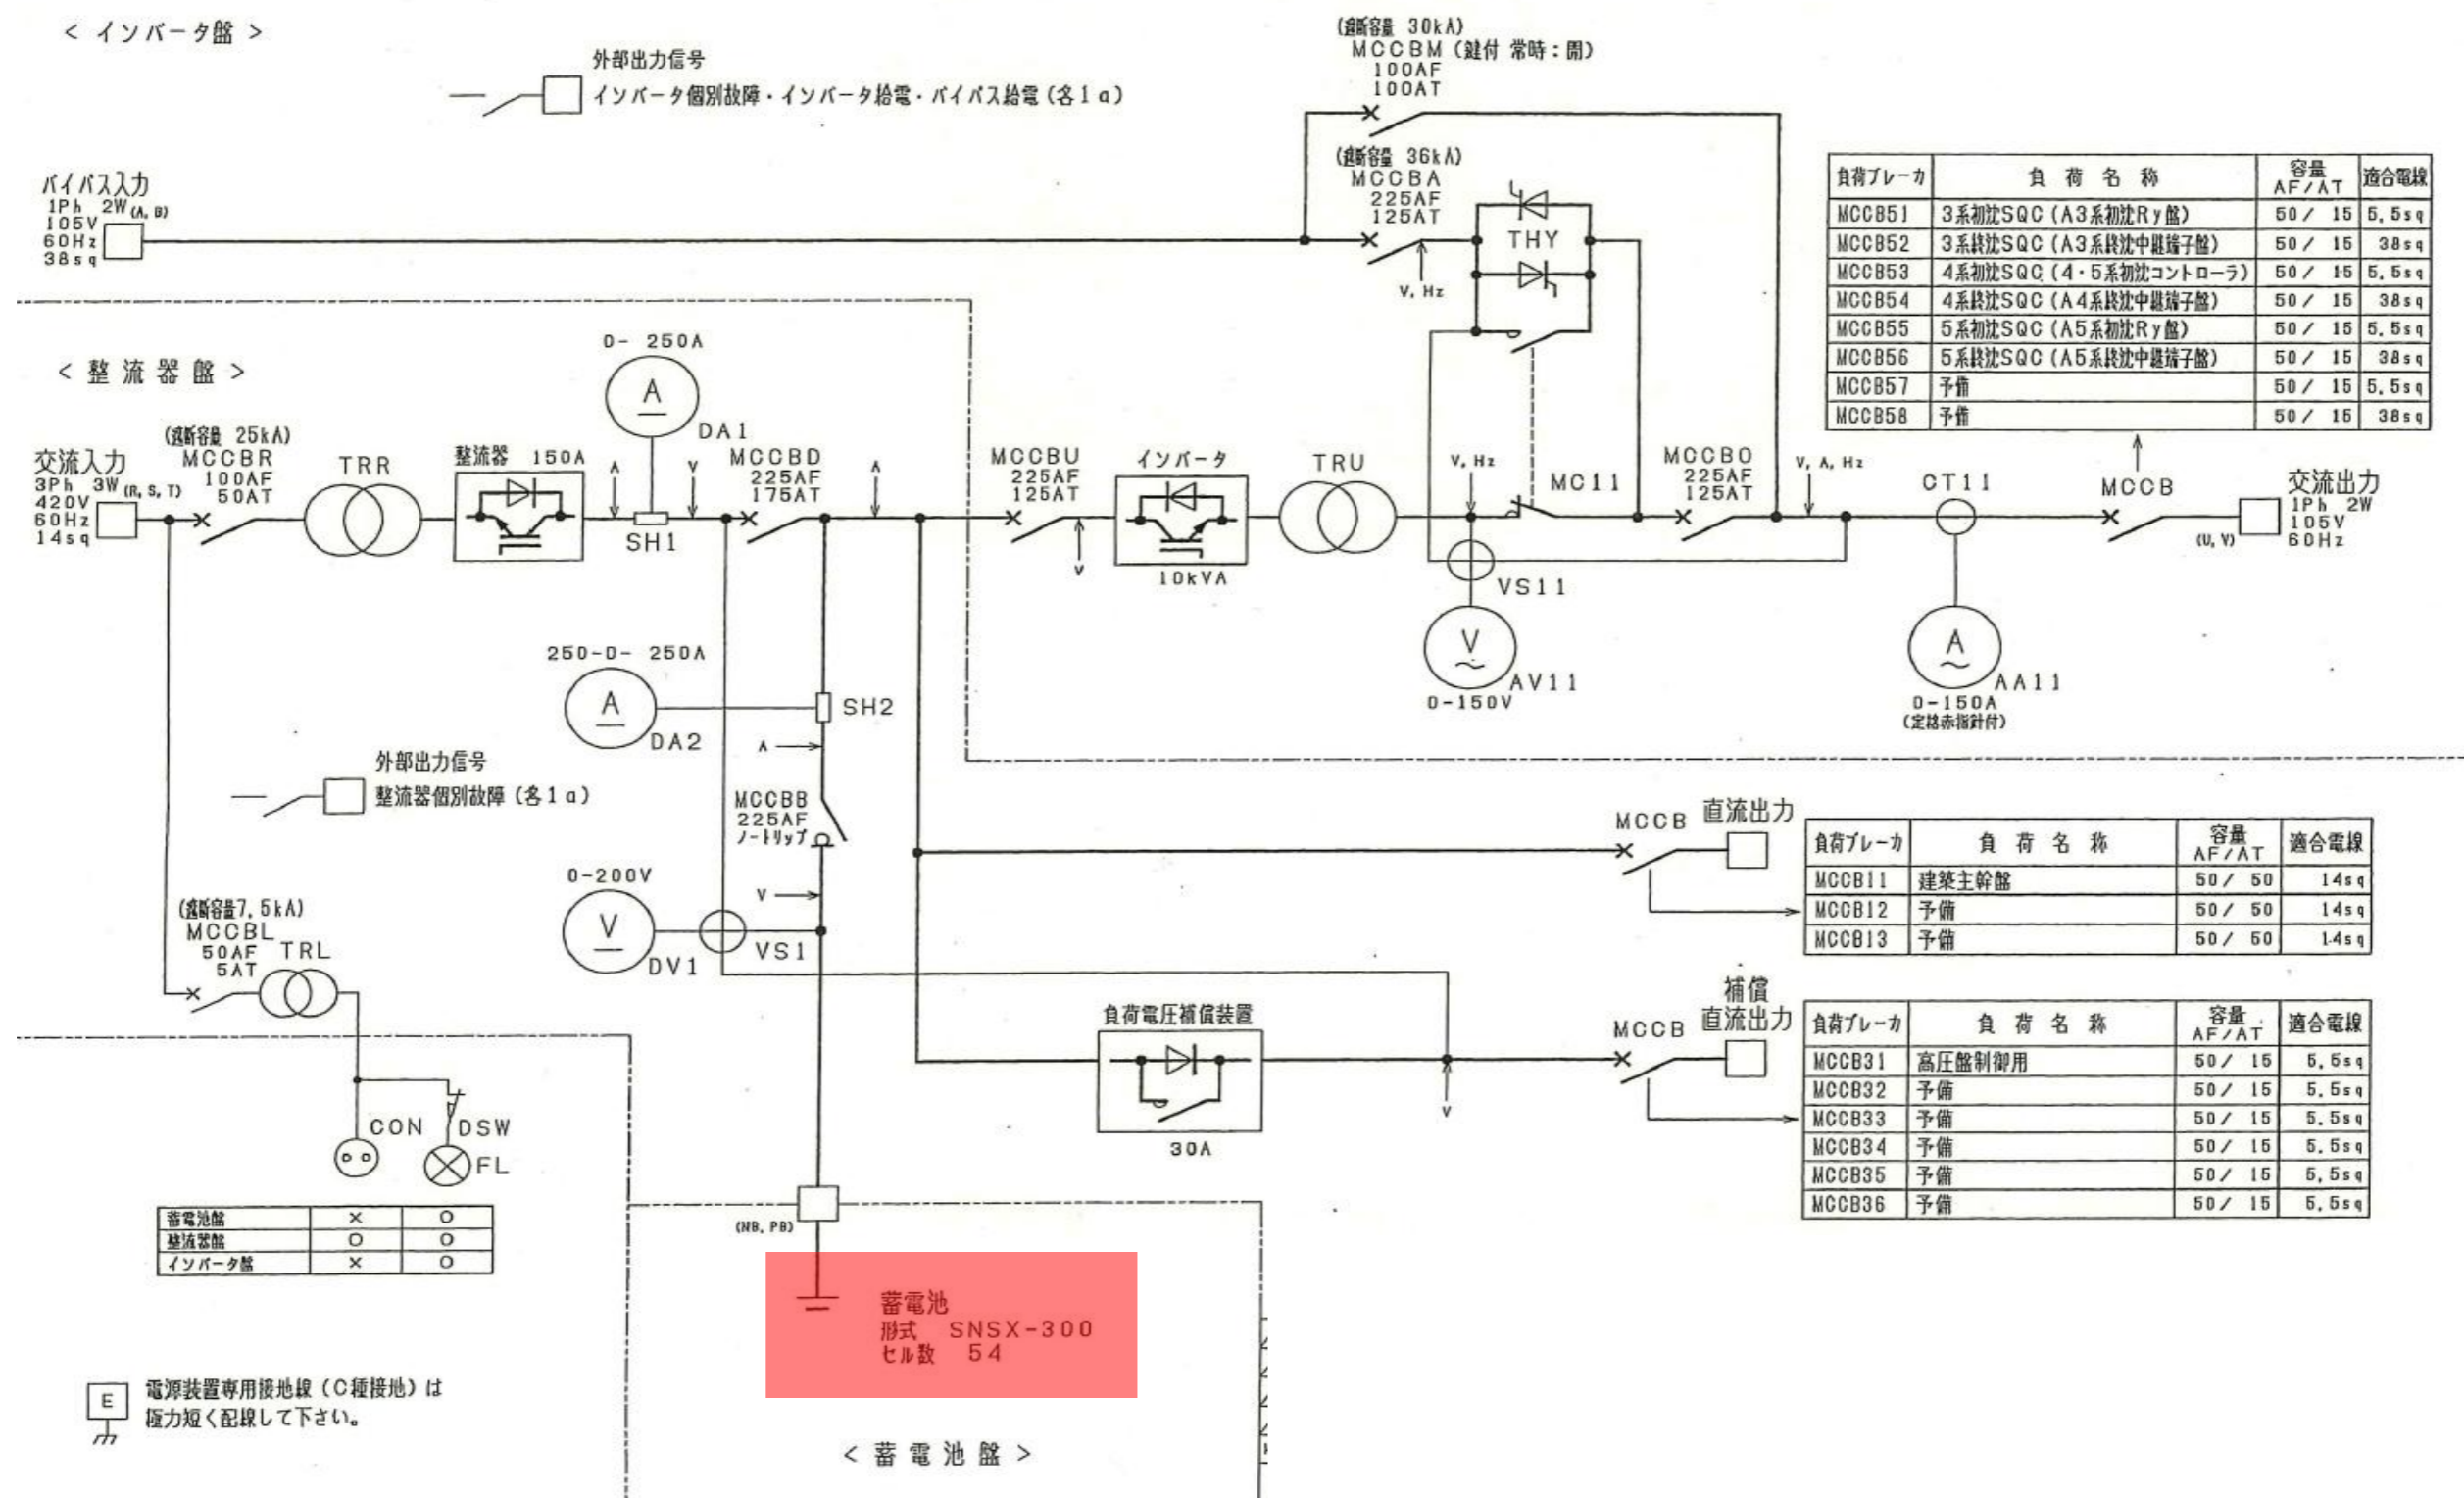 < インバータ盤 >
外部出力信号
インバータ個別故障・インバータ給電・バイパス給電(各1a)
(遮断容量 30kA)
MCCBM (鍵付 常時:開)
100AF
100AT
(遮断容量 36kA)
MCCBA
225AF
125AT
THY
V, Hz
バイパス入力
1Ph 2W (A, B)
105V
60Hz
38sq
負荷ブレーカ 負荷名称 容量 AF/AT 適合電線
MCCB51 3系初沈SQC (A3系初沈Ry盤) 50/ 15 5.5sq
MCCB52 3系終沈SQC (A3系終沈中継端子盤) 50/ 15 38sq
MCCB53 4系初沈SQC (4・5系初沈コントローラ) 50/ 15 5.5sq
MCCB54 4系終沈SQC (A4系終沈中継端子盤) 50/ 15 38sq
MCCB55 5系初沈SQC (A5系初沈Ry盤) 50/ 15 5.5sq
MCCB56 5系終沈SQC (A5系終沈中継端子盤) 50/ 15 38sq
MCCB57 予備 50/ 15 5.5sq
MCCB58 予備 50/ 15 38sq
< 整流器盤 >
0- 250A
A
DA1
交流入力
3Ph 3W (R, S, T)
420V
60Hz
14sq
(遮断容量 25kA)
MCCBR
100AF
50AT
TRR
整流器 150A
A
SH1
V
MCCBD
225AF
175AT
A
MCCBU
225AF
125AT
V
インバータ
10kVA
TRU
V, Hz
MC11
VS11
V
AV11
0-150V
MCCBO
225AF
125AT
V, A, Hz
CT11
A
AA11
0-150A
(定格赤指針付)
MCCB
(U, V)
交流出力
1Ph 2W
105V
60Hz
250-0- 250A
A
DA2
SH2
A
外部出力信号
整流器個別故障(各1a)
MCCBB
225AF
ノートリップ
V
0-200V
V
DV1
VS1
MCCB
直流出力
負荷ブレーカ 負荷名称 容量 AF/AT 適合電線
MCCB11 建築主幹盤 50/ 50 14sq
MCCB12 予備 50/ 50 14sq
MCCB13 予備 50/ 50 14sq
(遮断容量7.5kA)
MCCBL
50AF
5AT
TRL
負荷電圧補償装置
30A
V
MCCB
補償
直流出力
負荷ブレーカ 負荷名称 容量 AF/AT 適合電線
MCCB31 高圧盤制御用 50/ 15 5.5sq
MCCB32 予備 50/ 15 5.5sq
MCCB33 予備 50/ 15 5.5sq
MCCB34 予備 50/ 15 5.5sq
MCCB35 予備 50/ 15 5.5sq
MCCB36 予備 50/ 15 5.5sq
CON
DSW
FL
蓄電池盤 × ○
整流器盤 ○ ○
インバータ盤 × ○
(NB, PB)
蓄電池
形式 SNSX-300
セル数 54
E
電源装置専用接地線(C種接地)は
極力短く配線して下さい。
< 蓄電池盤 >